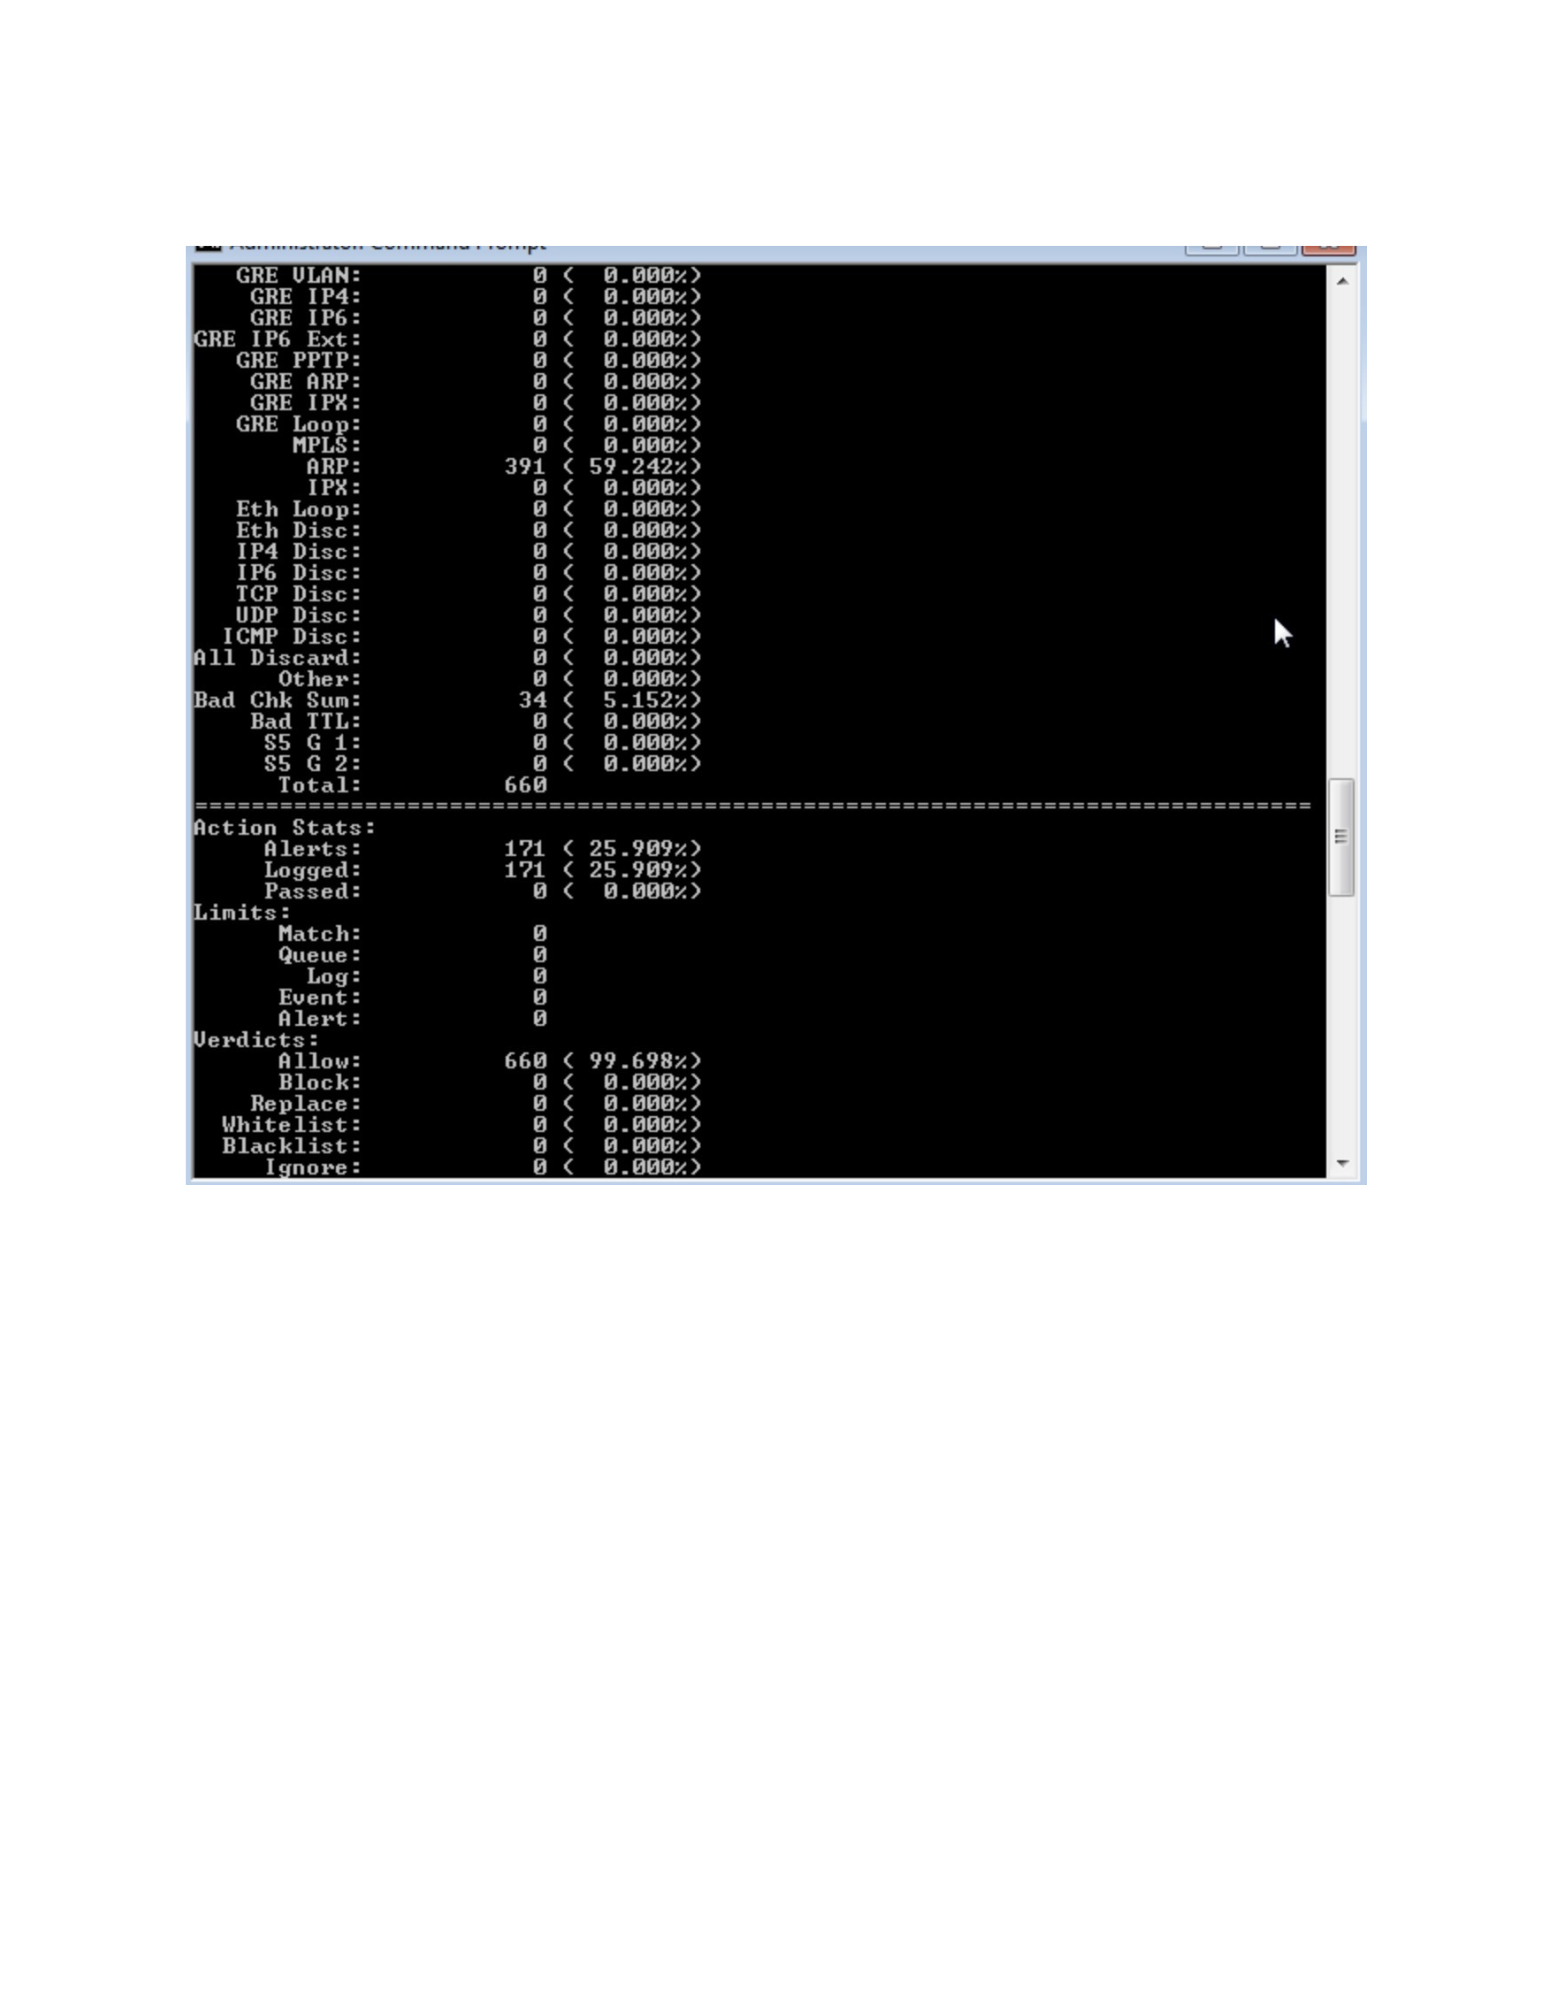 Administrator: Command Prompt
GRE VLAN: 0 ( 0.000%)
GRE IP4: 0 ( 0.000%)
GRE IP6: 0 ( 0.000%)
GRE IP6 Ext: 0 ( 0.000%)
GRE PPTP: 0 ( 0.000%)
GRE ARP: 0 ( 0.000%)
GRE IPX: 0 ( 0.000%)
GRE Loop: 0 ( 0.000%)
MPLS: 0 ( 0.000%)
ARP: 391 ( 59.242%)
IPX: 0 ( 0.000%)
Eth Loop: 0 ( 0.000%)
Eth Disc: 0 ( 0.000%)
IP4 Disc: 0 ( 0.000%)
IP6 Disc: 0 ( 0.000%)
TCP Disc: 0 ( 0.000%)
UDP Disc: 0 ( 0.000%)
ICMP Disc: 0 ( 0.000%)
All Discard: 0 ( 0.000%)
Other: 0 ( 0.000%)
Bad Chk Sum: 34 ( 5.152%)
Bad TTL: 0 ( 0.000%)
S5 G 1: 0 ( 0.000%)
S5 G 2: 0 ( 0.000%)
Total: 660
===============================================================================
Action Stats:
Alerts: 171 ( 25.909%)
Logged: 171 ( 25.909%)
Passed: 0 ( 0.000%)
Limits:
Match: 0
Queue: 0
Log: 0
Event: 0
Alert: 0
Verdicts:
Allow: 660 ( 99.698%)
Block: 0 ( 0.000%)
Replace: 0 ( 0.000%)
Whitelist: 0 ( 0.000%)
Blacklist: 0 ( 0.000%)
Ignore: 0 ( 0.000%)